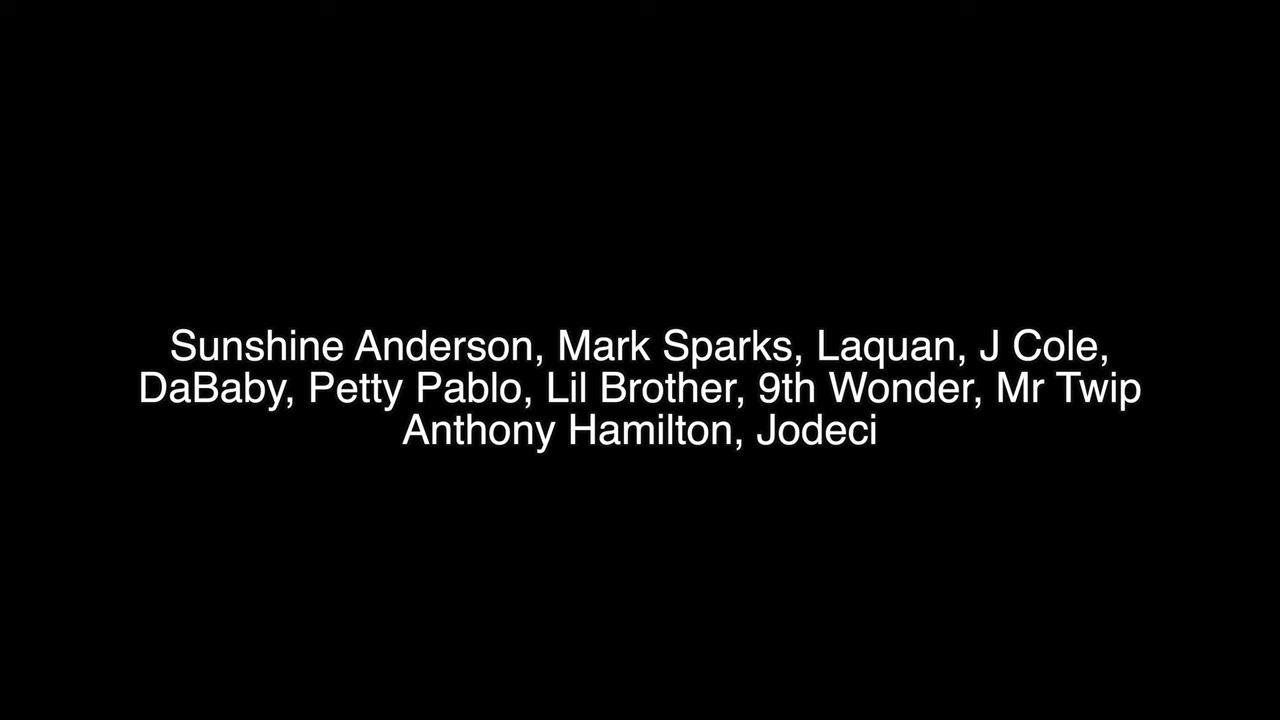 Sunshine Anderson, Mark Sparks, Laquan, J Cole,
DaBaby, Petty Pablo, Lil Brother, 9th Wonder, Mr Twip
Anthony Hamilton, Jodeci